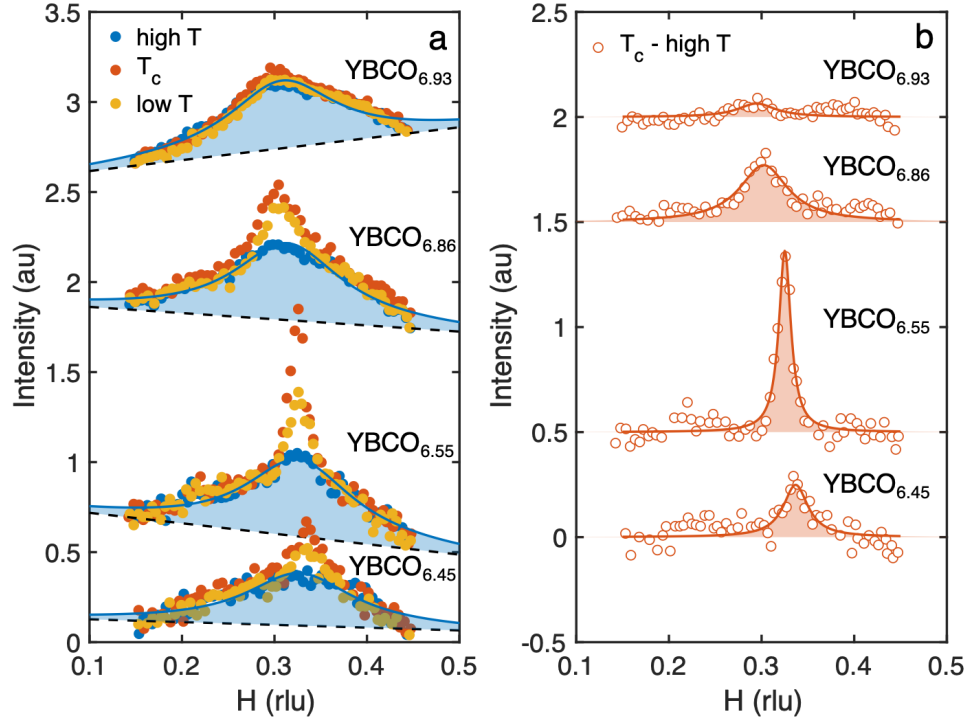 a
high T
T_c
low T
YBCO_6.93
YBCO_6.86
YBCO_6.55
YBCO_6.45
Intensity (au)
3.5
3
2.5
2
1.5
1
0.5
0
0.1 0.2 0.3 0.4 0.5
H (rlu)
b
T_c - high T
YBCO_6.93
YBCO_6.86
YBCO_6.55
YBCO_6.45
Intensity (au)
2.5
2
1.5
1
0.5
0
-0.5
0.1 0.2 0.3 0.4 0.5
H (rlu)